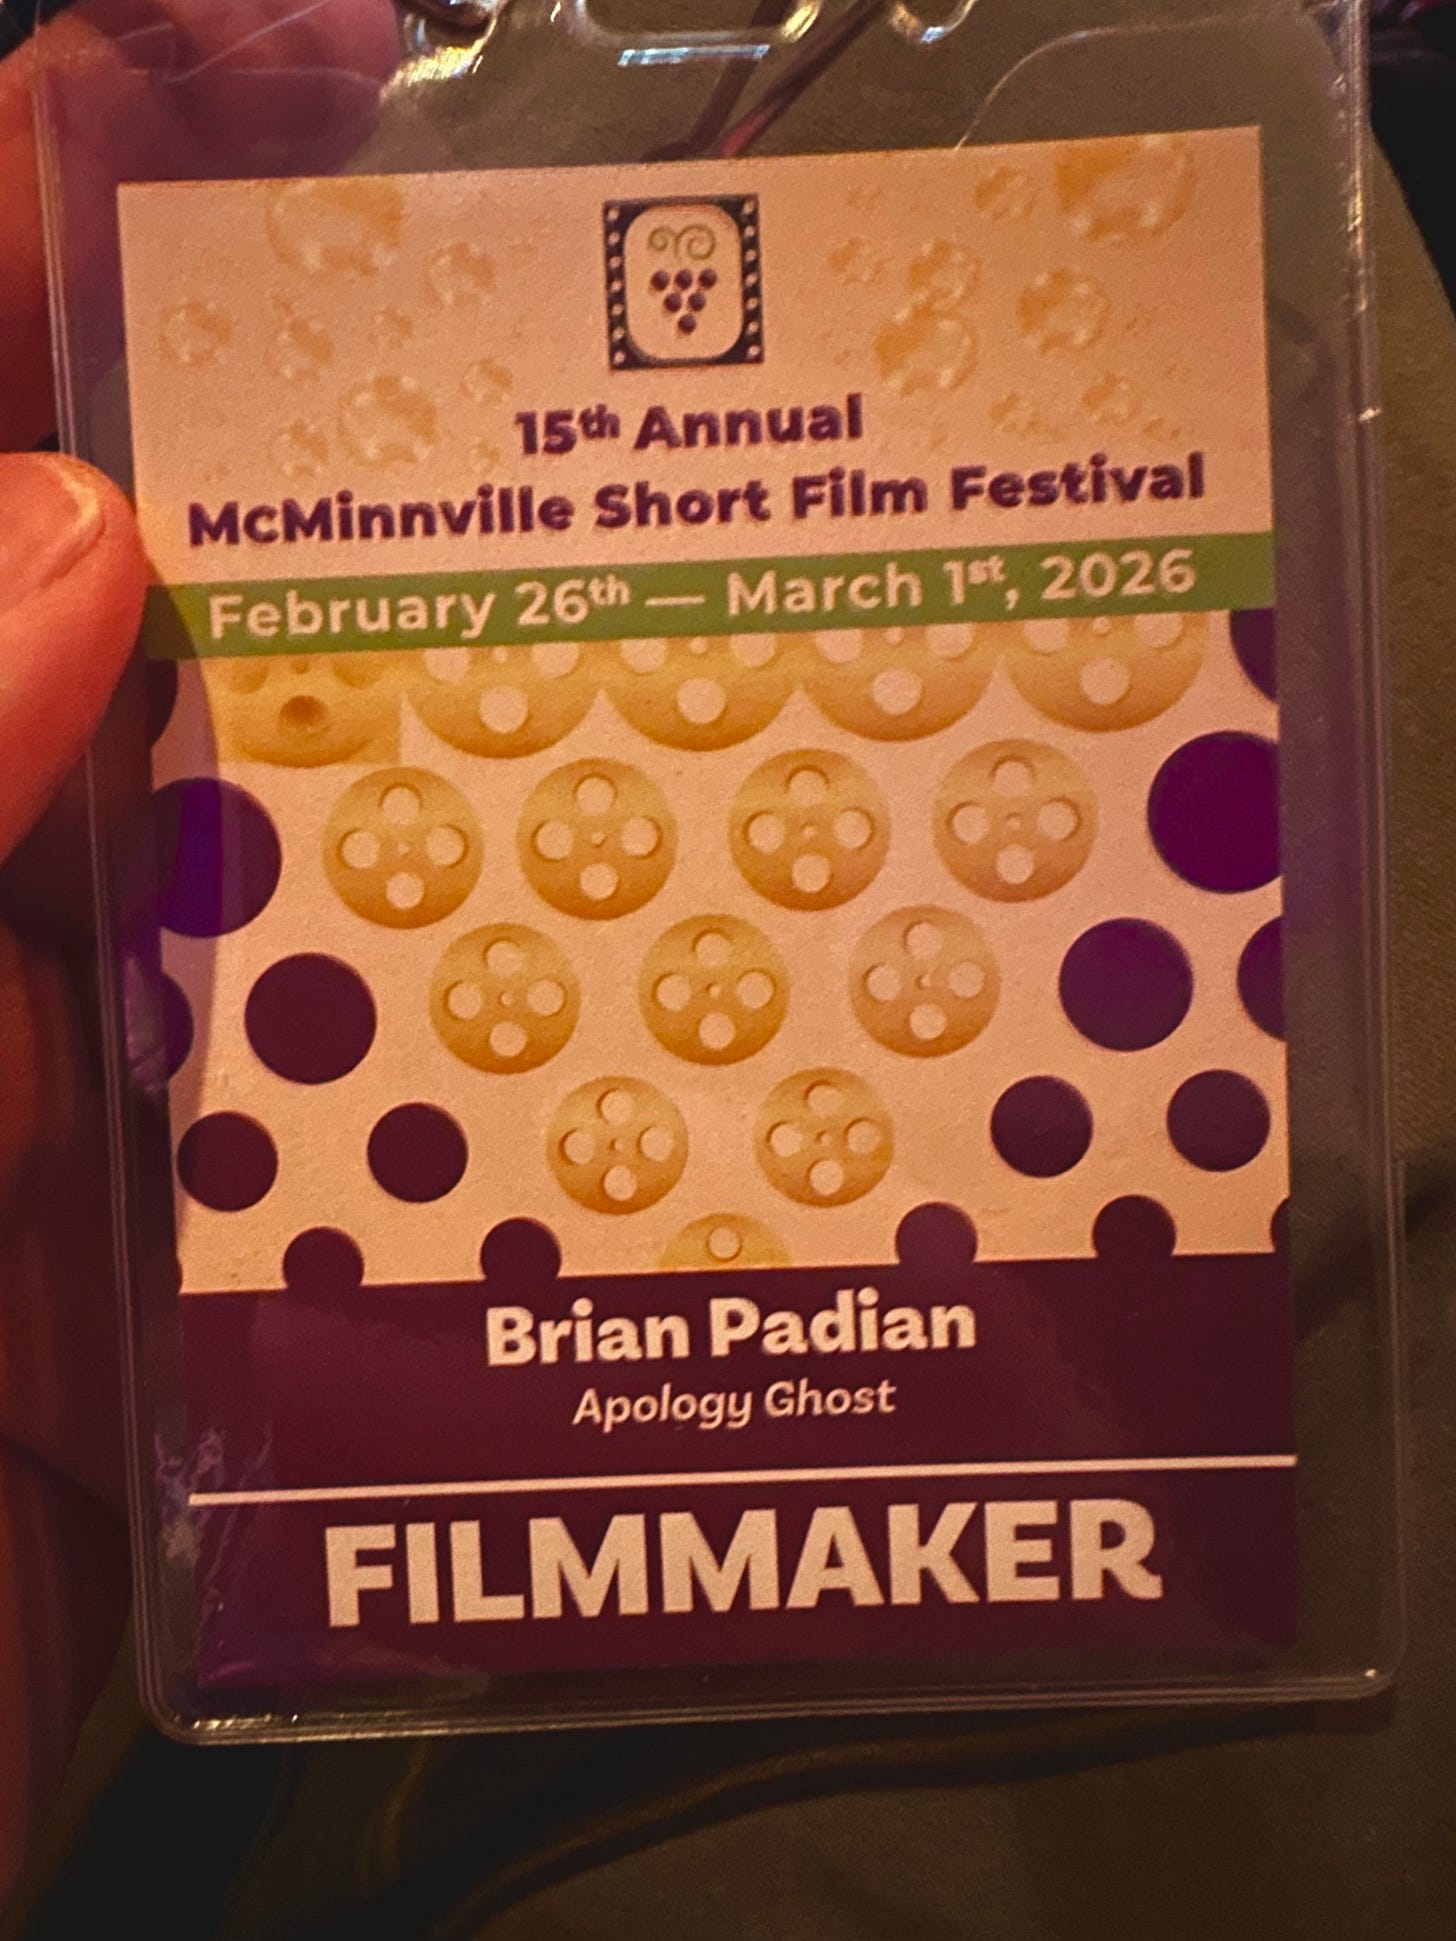 15th Annual
McMinnville Short Film Festival
February 26th — March 1st, 2026
Brian Padian
Apology Ghost
FILMMAKER